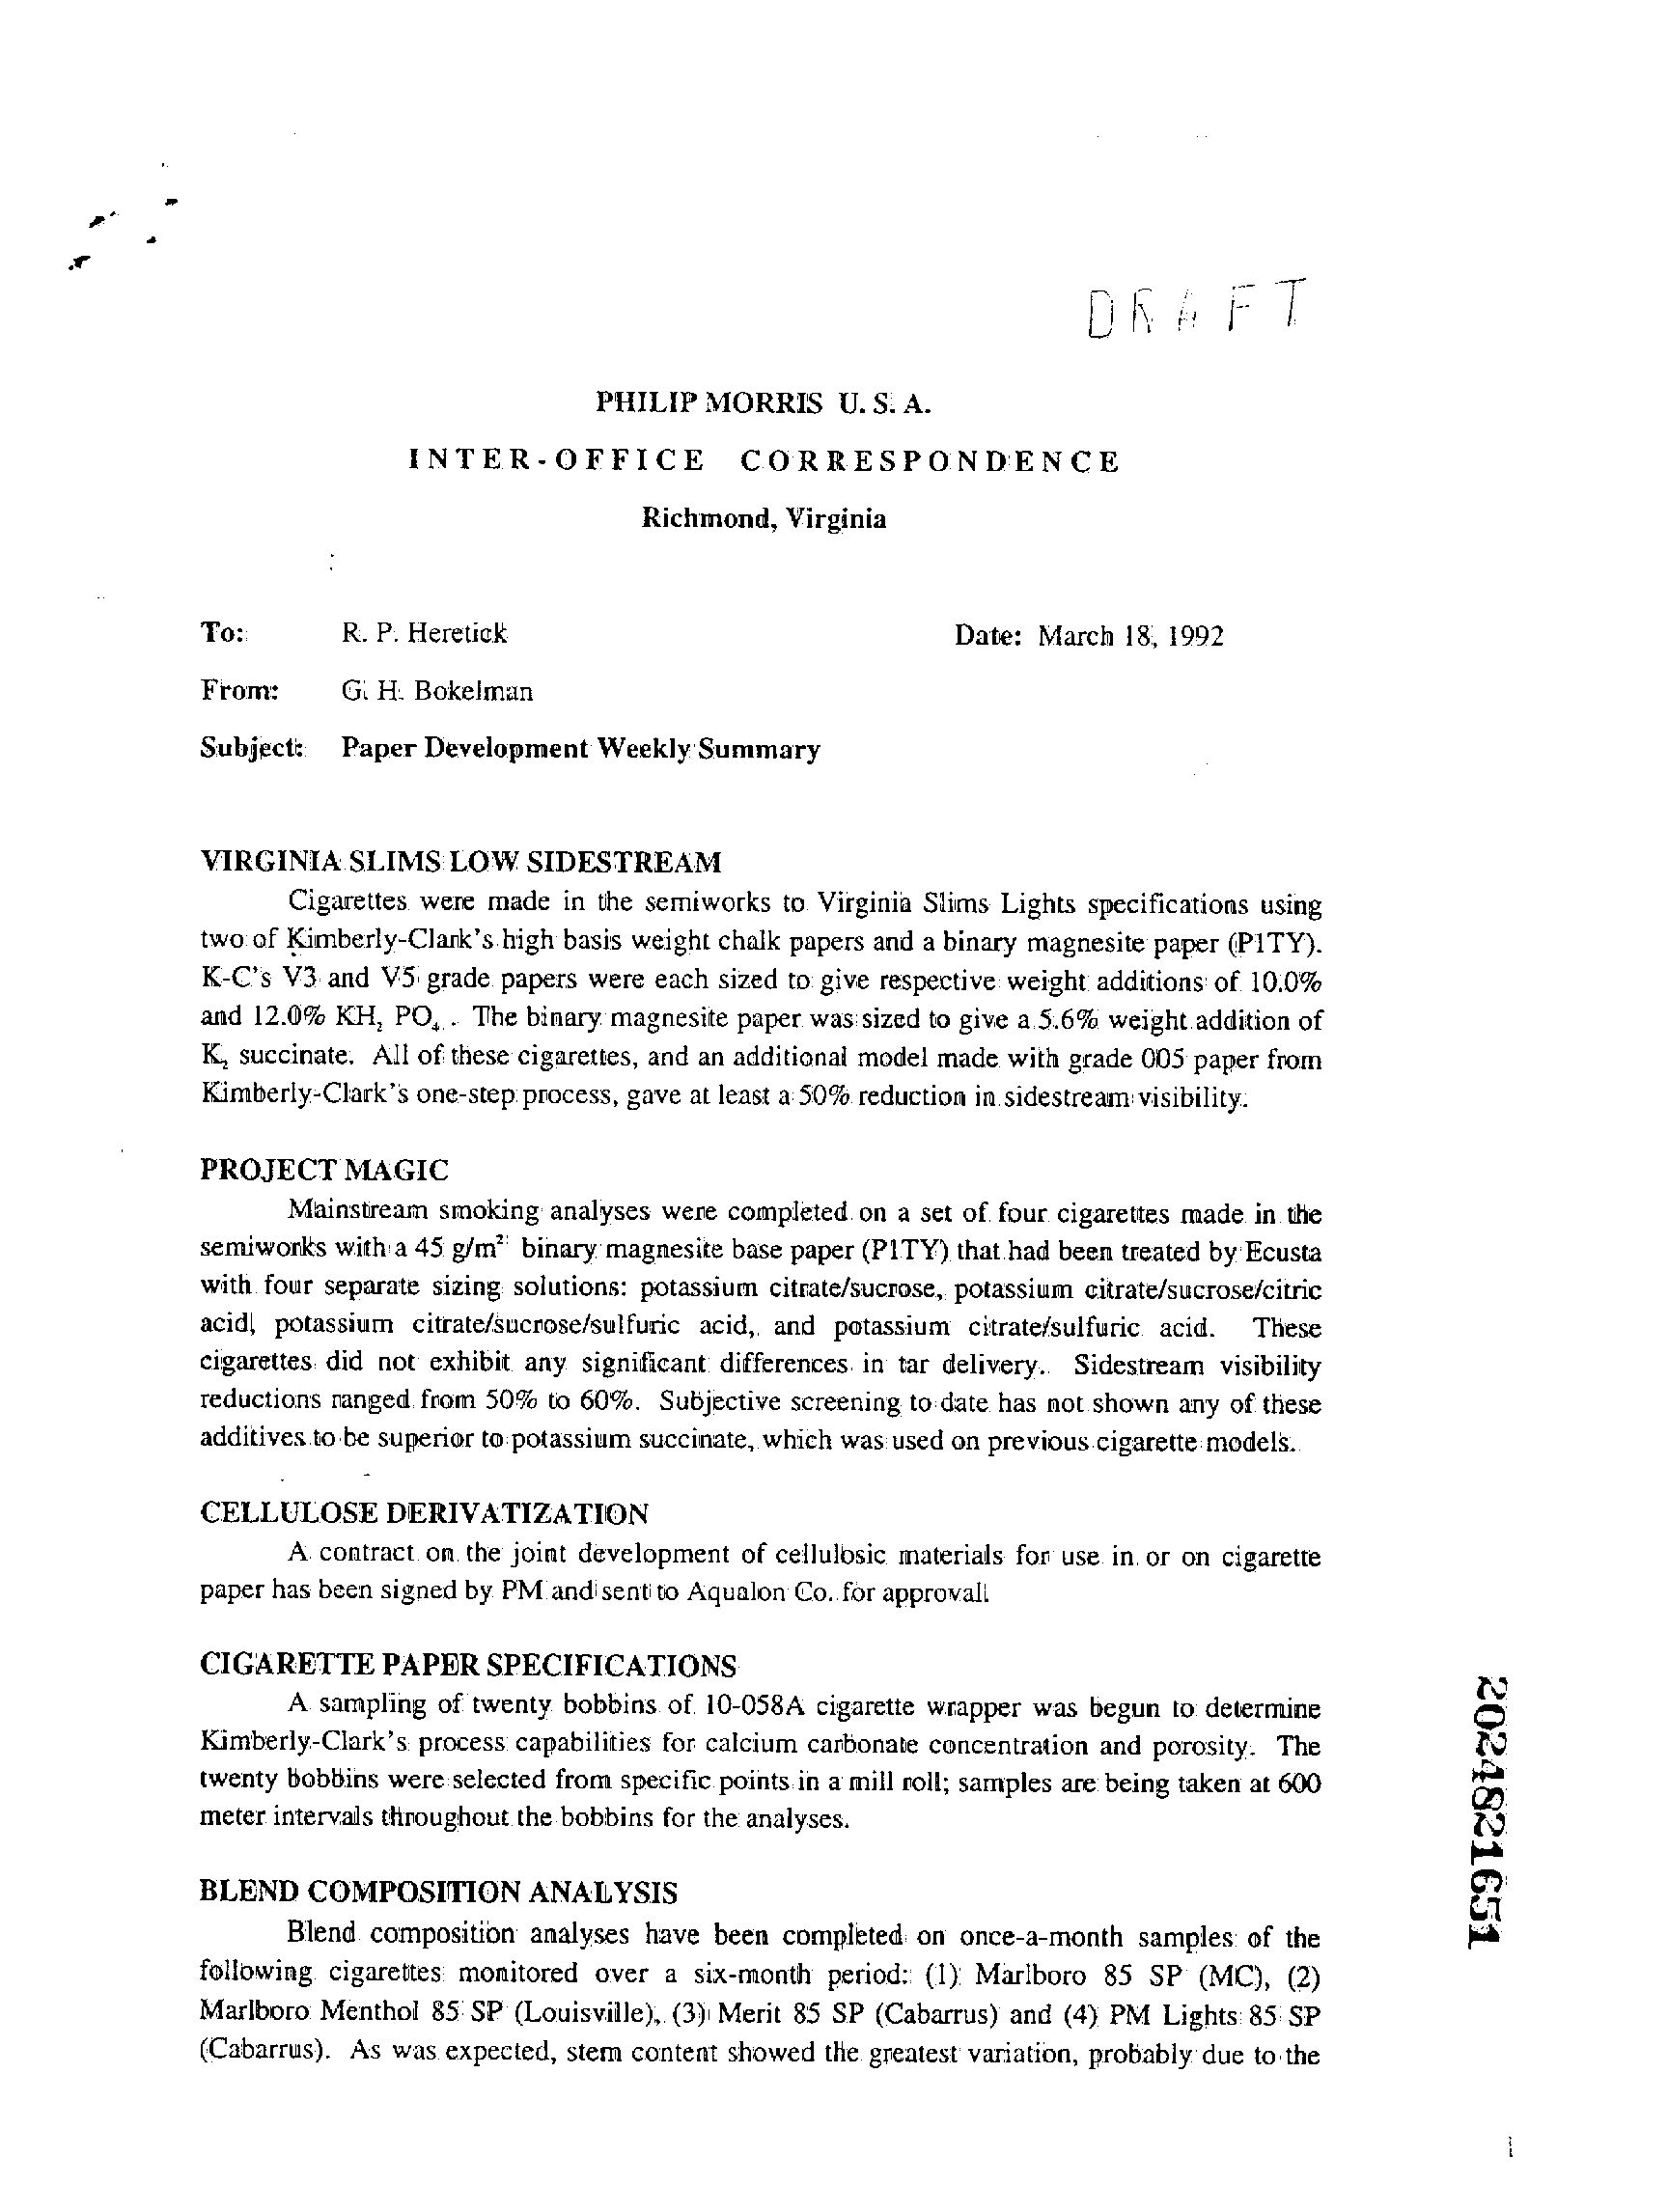 DRAFT
PHILIP MORRIS U. S. A.
INTER-OFFICE CORRESPONDENCE
Richmond, Virginia
To: R. P. Heretick Date: March 18, 1992
From: G. H. Bokelman
Subject: Paper Development Weekly Summary
VIRGINIA SLIMS LOW SIDESTREAM
Cigarettes were made in the semiworks to Virginia Slims Lights specifications using
two of Kimberly-Clark's high basis weight chalk papers and a binary magnesite paper (P1TY).
K-C's V3 and V5 grade papers were each sized to give respective weight additions of 10.0%
and 12.0% KH₂ PO₄ . The binary magnesite paper was sized to give a 5.6% weight addition of
K₂ succinate. All of these cigarettes, and an additional model made with grade 005 paper from
Kimberly-Clark's one-step process, gave at least a 50% reduction in sidestream visibility.
PROJECT MAGIC
Mainstream smoking analyses were completed on a set of four cigarettes made in the
semiworks with a 45 g/m² binary magnesite base paper (P1TY) that had been treated by Ecusta
with four separate sizing solutions: potassium citrate/sucrose, potassium citrate/sucrose/citric
acid, potassium citrate/sucrose/sulfuric acid, and potassium citrate/sulfuric acid. These
cigarettes did not exhibit any significant differences in tar delivery. Sidestream visibility
reductions ranged from 50% to 60%. Subjective screening to date has not shown any of these
additives to be superior to potassium succinate, which was used on previous cigarette models.
CELLULOSE DERIVATIZATION
A contract on the joint development of cellulosic materials for use in or on cigarette
paper has been signed by PM and sent to Aqualon Co. for approval.
CIGARETTE PAPER SPECIFICATIONS
A sampling of twenty bobbins of 10-058A cigarette wrapper was begun to determine
Kimberly-Clark's process capabilities for calcium carbonate concentration and porosity. The
twenty bobbins were selected from specific points in a mill roll; samples are being taken at 600
meter intervals throughout the bobbins for the analyses.
BLEND COMPOSITION ANALYSIS
Blend composition analyses have been completed on once-a-month samples of the
following cigarettes monitored over a six-month period: (1) Marlboro 85 SP (MC), (2)
Marlboro Menthol 85 SP (Louisville), (3) Merit 85 SP (Cabarrus) and (4) PM Lights 85 SP
(Cabarrus). As was expected, stem content showed the greatest variation, probably due to the
2024821651